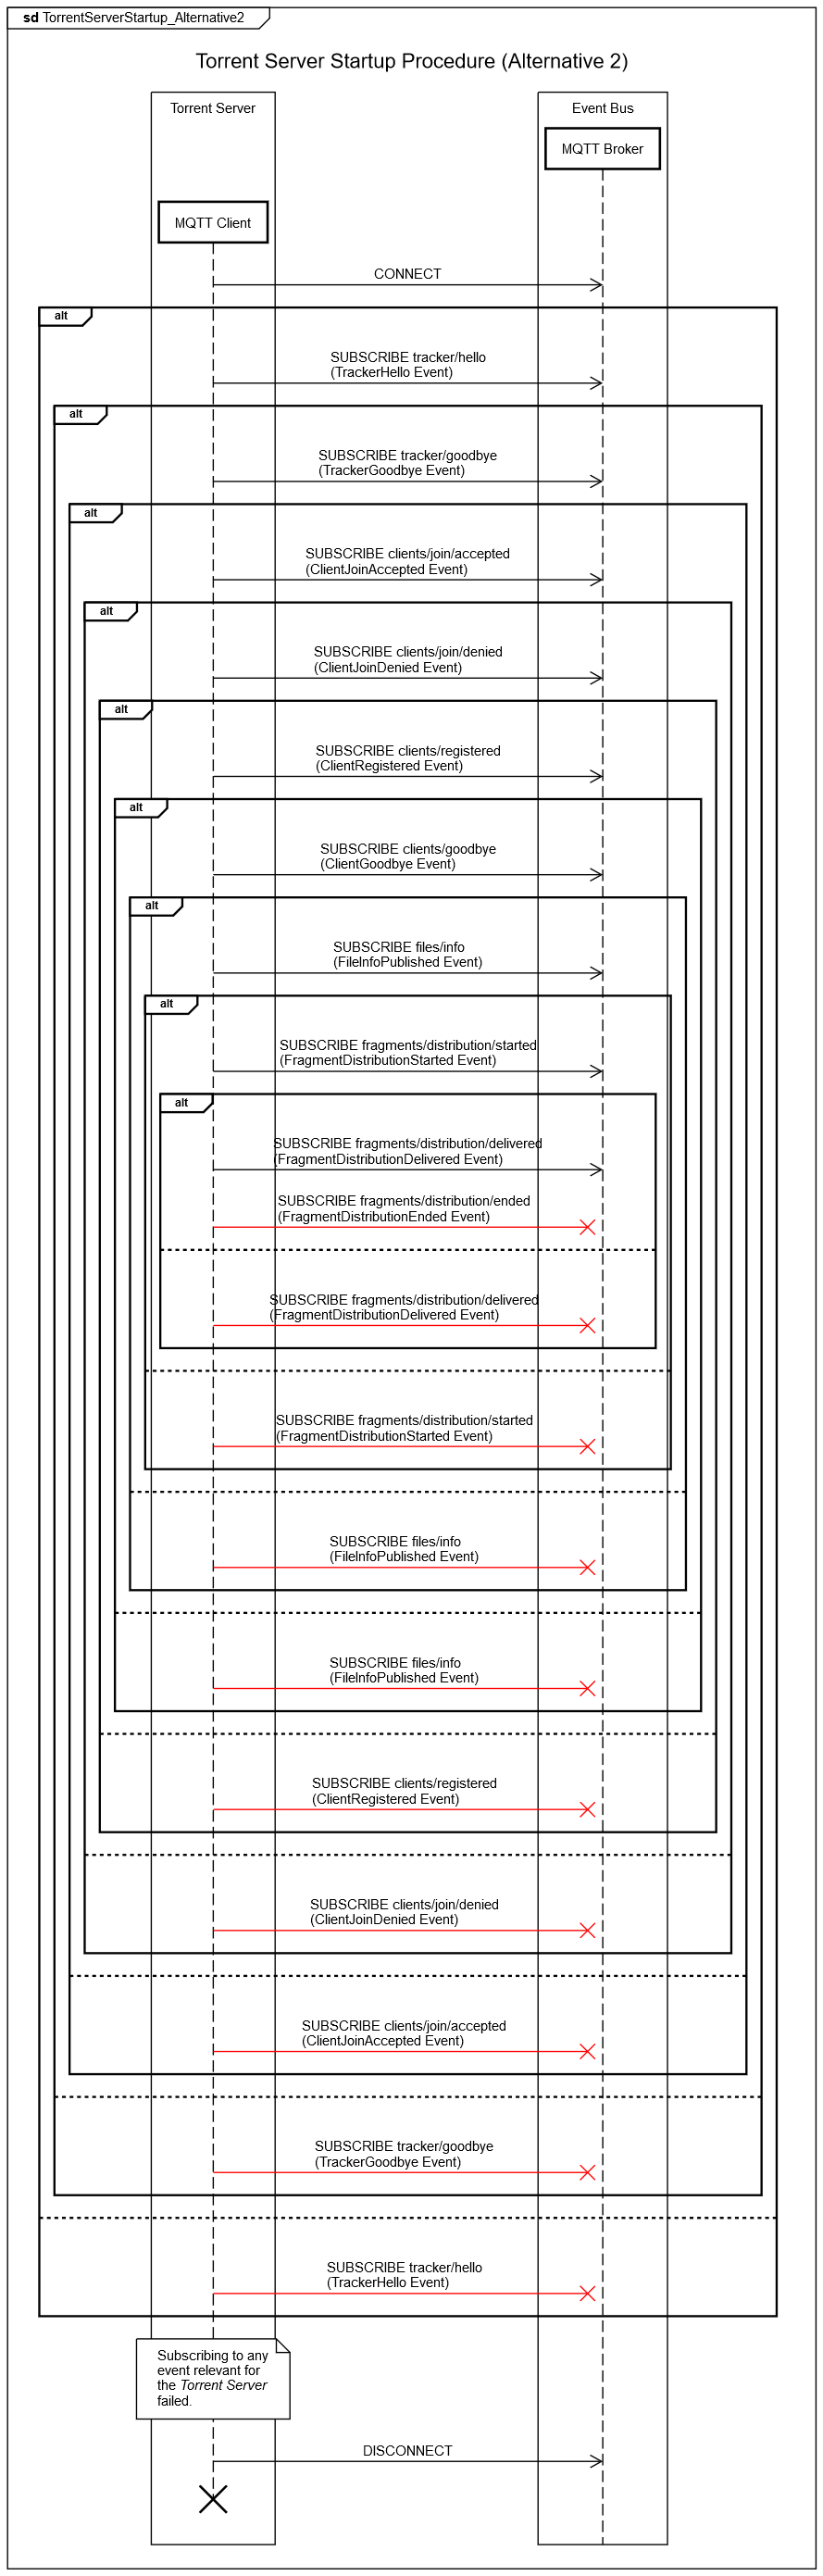 sd TorrentServerStartup_Alternative2
Torrent Server Startup Procedure (Alternative 2)
Torrent Server
Event Bus
MQTT Broker
MQTT Client
CONNECT
alt
SUBSCRIBE tracker/hello
(TrackerHello Event)
alt
SUBSCRIBE tracker/goodbye
(TrackerGoodbye Event)
alt
SUBSCRIBE clients/join/accepted
(ClientJoinAccepted Event)
alt
SUBSCRIBE clients/join/denied
(ClientJoinDenied Event)
alt
SUBSCRIBE clients/registered
(ClientRegistered Event)
alt
SUBSCRIBE clients/goodbye
(ClientGoodbye Event)
alt
SUBSCRIBE files/info
(FileInfoPublished Event)
alt
SUBSCRIBE fragments/distribution/started
(FragmentDistributionStarted Event)
alt
SUBSCRIBE fragments/distribution/delivered
(FragmentDistributionDelivered Event)
SUBSCRIBE fragments/distribution/ended
(FragmentDistributionEnded Event)
SUBSCRIBE fragments/distribution/delivered
(FragmentDistributionDelivered Event)
SUBSCRIBE fragments/distribution/started
(FragmentDistributionStarted Event)
SUBSCRIBE files/info
(FileInfoPublished Event)
SUBSCRIBE files/info
(FileInfoPublished Event)
SUBSCRIBE clients/registered
(ClientRegistered Event)
SUBSCRIBE clients/join/denied
(ClientJoinDenied Event)
SUBSCRIBE clients/join/accepted
(ClientJoinAccepted Event)
SUBSCRIBE tracker/goodbye
(TrackerGoodbye Event)
SUBSCRIBE tracker/hello
(TrackerHello Event)
Subscribing to any
event relevant for
the Torrent Server
failed.
DISCONNECT